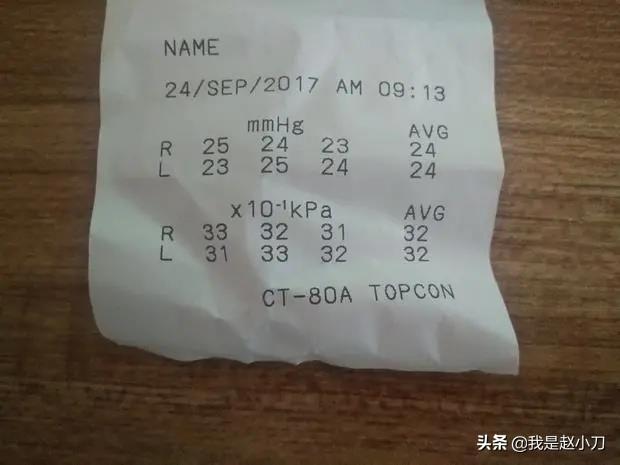 NAME
24/SEP/2017 AM 09:13
mmHg AVG
R 25 24 23 24
L 23 25 24 24
x10⁻¹kPa AVG
R 33 32 31 32
L 31 33 32 32
CT-80A TOPCON
头条 @我是赵小刀